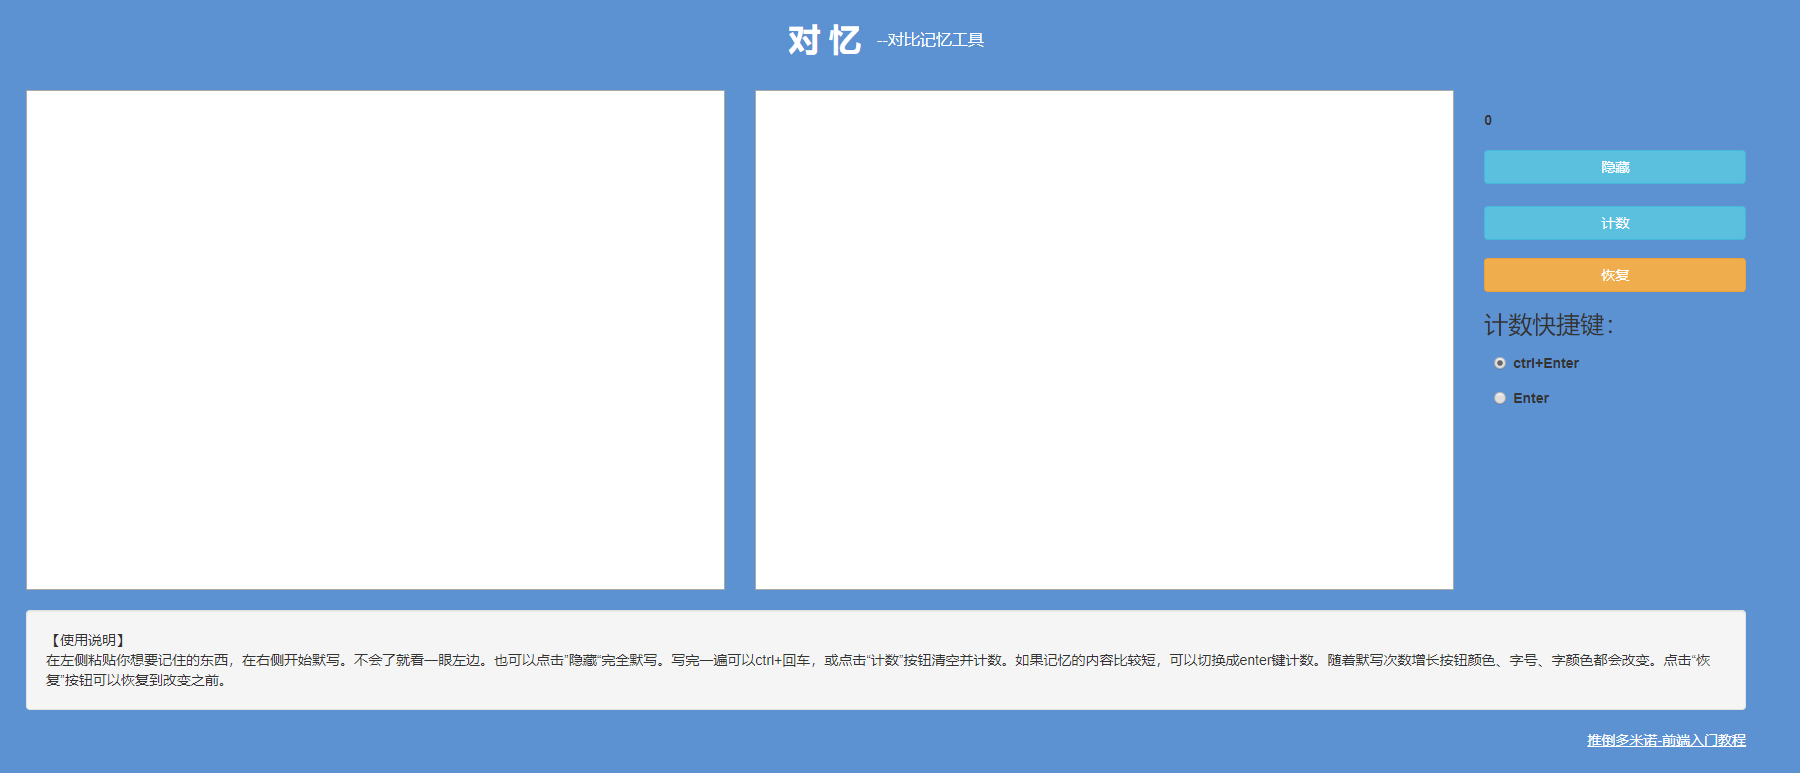 对 忆 --对比记忆工具
0
隐藏
计数
恢复
计数快捷键：
ctrl+Enter
Enter
【使用说明】
在左侧粘贴你想要记住的东西，在右侧开始默写。不会了就看一眼左边。也可以点击”隐藏“完全默写。写完一遍可以ctrl+回车，或点击“计数”按钮清空并计数。如果记忆的内容比较短，可以切换成enter键计数。随着默写次数增长按钮颜色、字号、字颜色都会改变。点击“恢
复”按钮可以恢复到改变之前。
推倒多米诺-前端入门教程